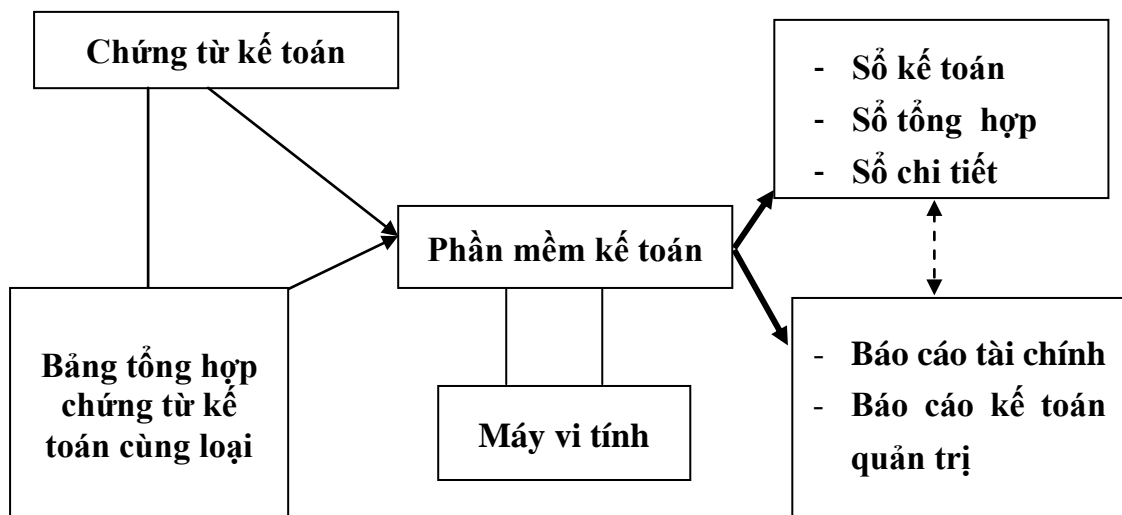 Chứng từ kế toán
- Sổ kế toán
- Sổ tổng hợp
- Sổ chi tiết
Phần mềm kế toán
Bảng tổng hợp
chứng từ kế
toán cùng loại
Máy vi tính
- Báo cáo tài chính
- Báo cáo kế toán
quản trị